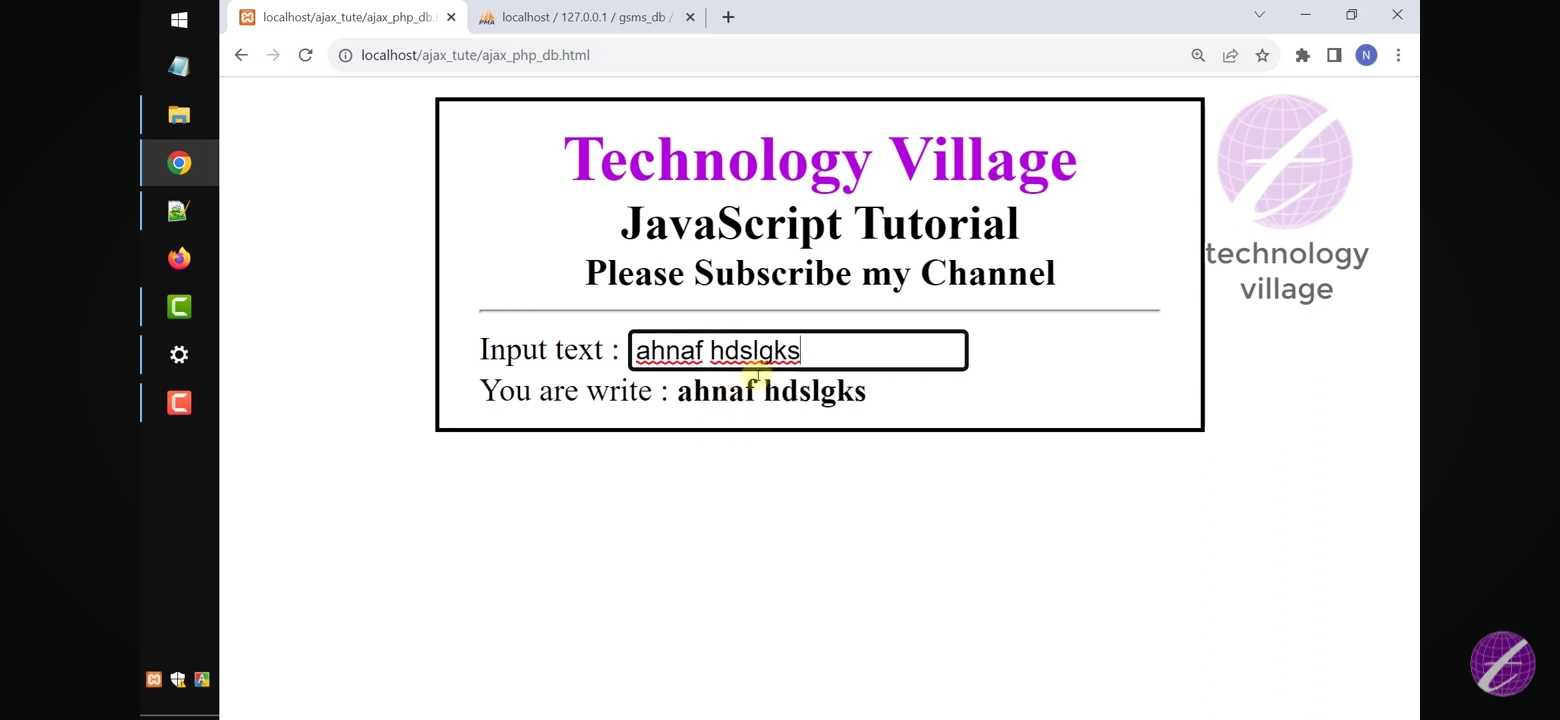 localhost/ajax_tute/ajax_php_db.
localhost / 127.0.0.1 / gsms_db /
localhost/ajax_tute/ajax_php_db.html
N
Technology Village
JavaScript Tutorial
Please Subscribe my Channel
Input text : ahnaf hdslgks
You are write : ahnaf hdslgks
technology
village